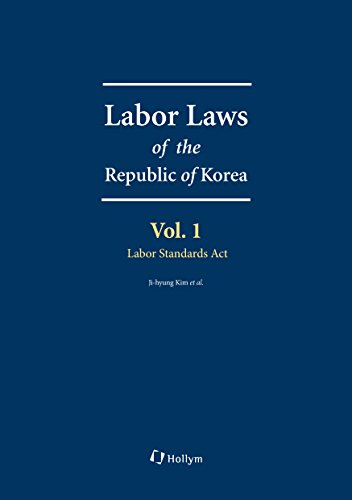 Labor Laws
of the
Republic of Korea
Vol. 1
Labor Standards Act
Ji-hyung Kim et al.
Hollym